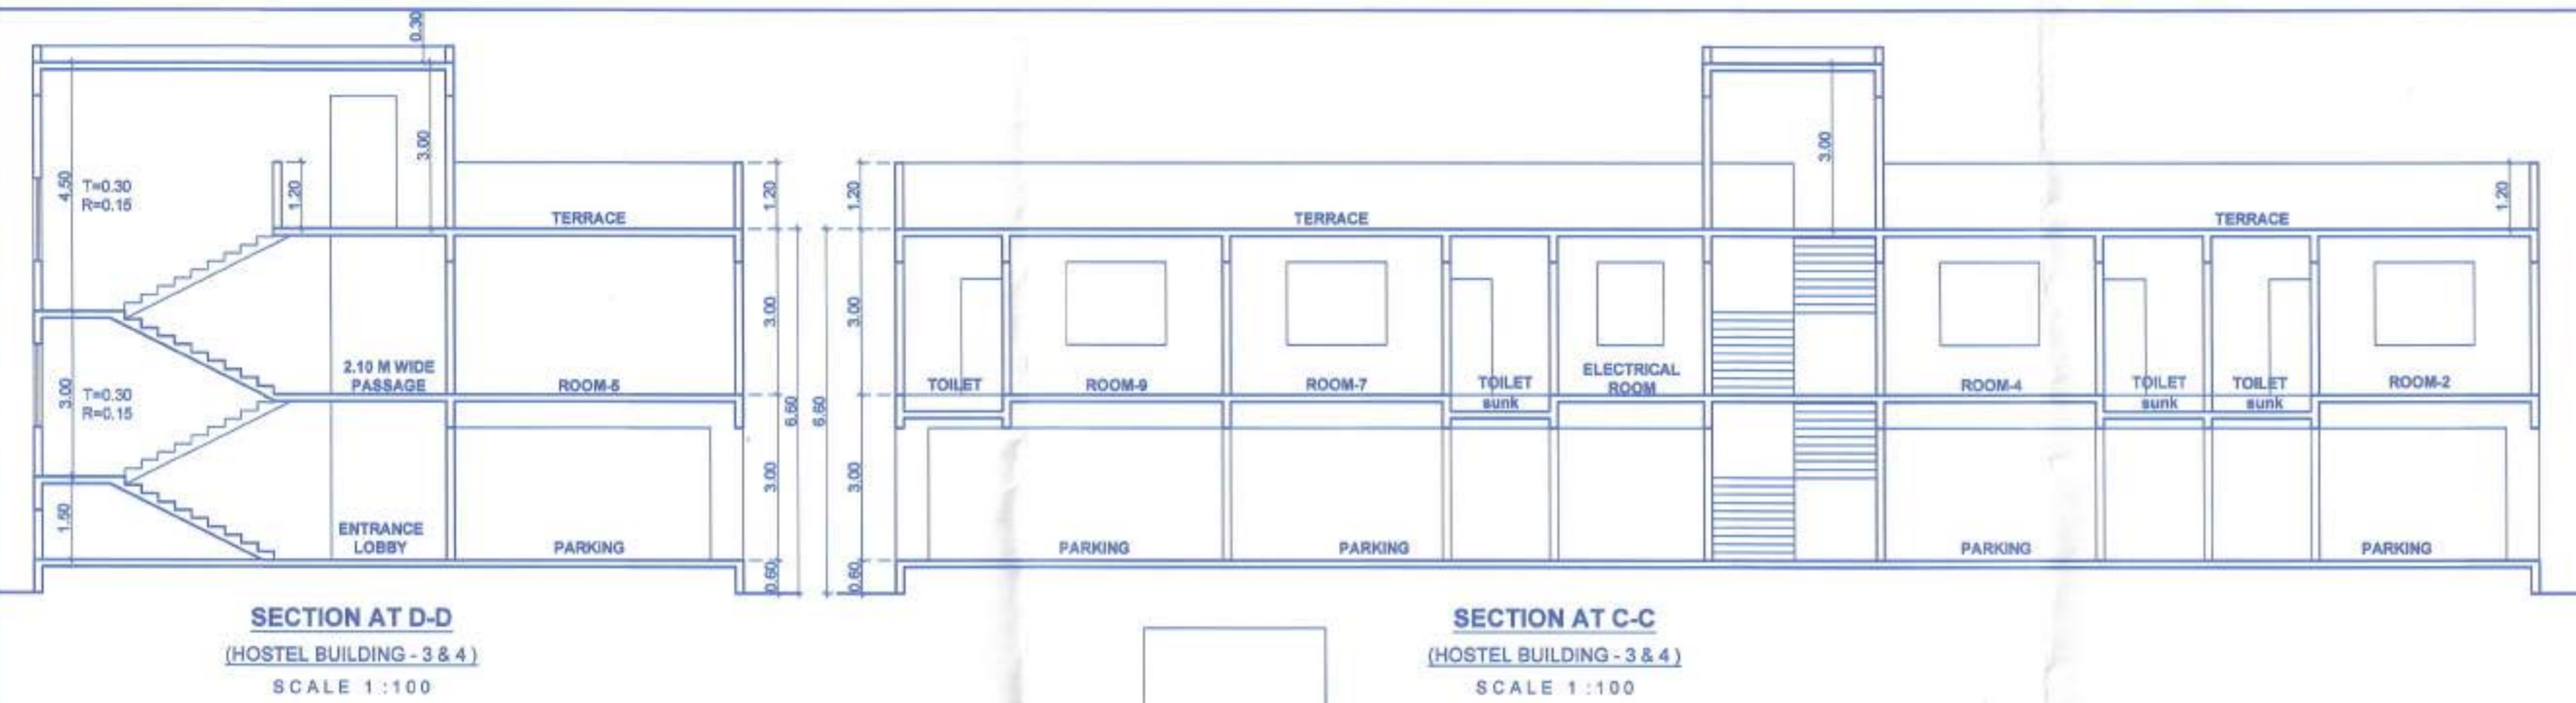 0.30
4.50
T=0.30
R=0.15
1.20
3.00
TERRACE
1.20
3.00
T=0.30
R=0.15
2.10 M WIDE
PASSAGE
ROOM-5
3.00
6.60
1.50
ENTRANCE
LOBBY
PARKING
3.00
0.60
SECTION AT D-D
(HOSTEL BUILDING - 3 & 4 )
SCALE 1 :100
6.60
1.20
3.00
3.00
0.60
TERRACE
3.00
TERRACE
1.20
TOILET
ROOM-9
ROOM-7
TOILET
sunk
ELECTRICAL
ROOM
ROOM-4
TOILET
sunk
TOILET
sunk
ROOM-2
PARKING
PARKING
PARKING
PARKING
SECTION AT C-C
(HOSTEL BUILDING - 3 & 4 )
SCALE 1 :100